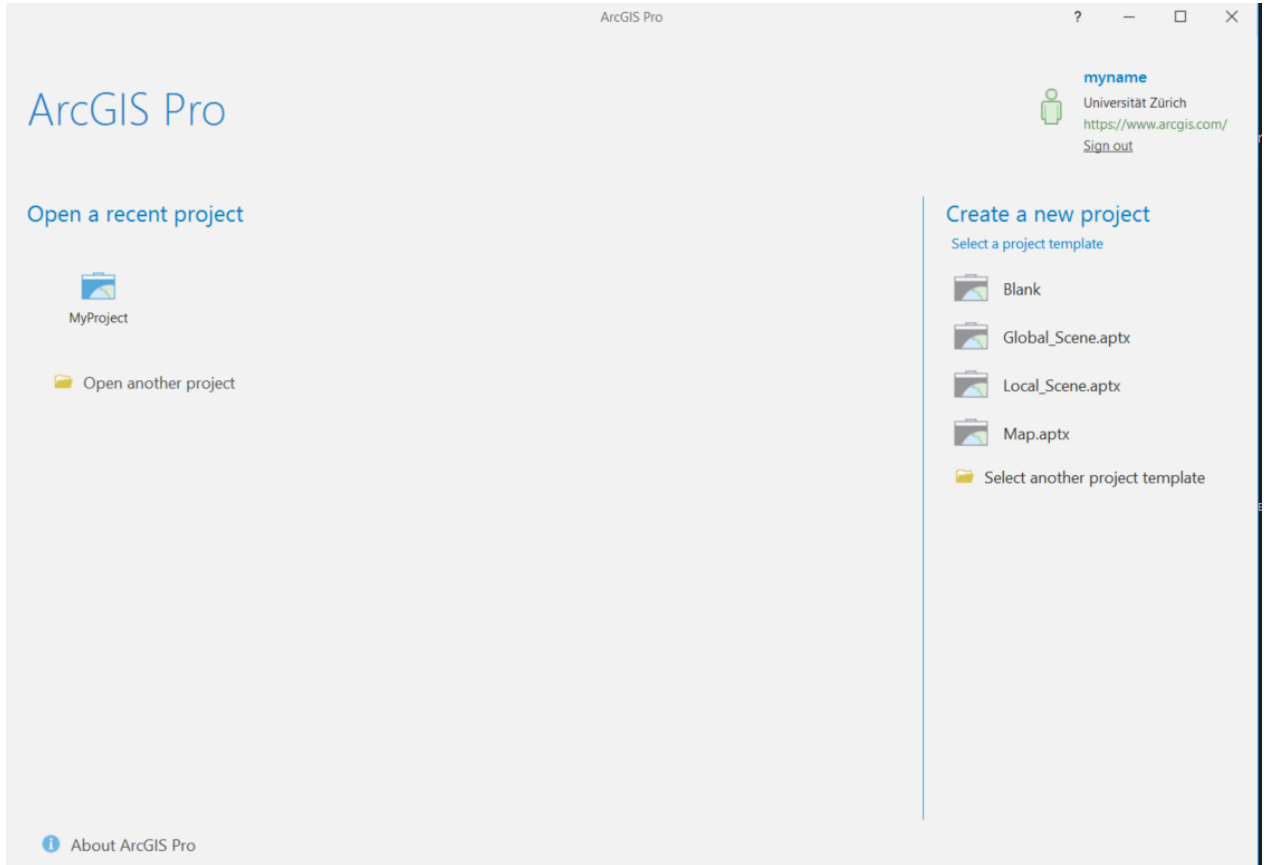 ArcGIS Pro
?
ArcGIS Pro
myname
Universität Zürich
https://www.arcgis.com/
Sign out
Open a recent project
MyProject
Open another project
Create a new project
Select a project template
Blank
Global_Scene.aptx
Local_Scene.aptx
Map.aptx
Select another project template
i About ArcGIS Pro